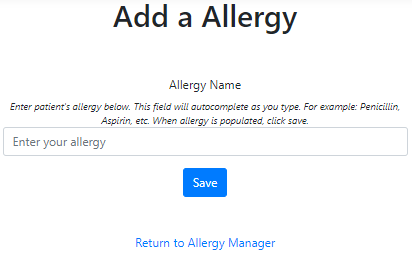 Add a Allergy
Allergy Name
Enter patient's allergy below. This field will autocomplete as you type. For example: Penicillin,
Aspirin, etc. When allergy is populated, click save.
Enter your allergy
Save
Return to Allergy Manager